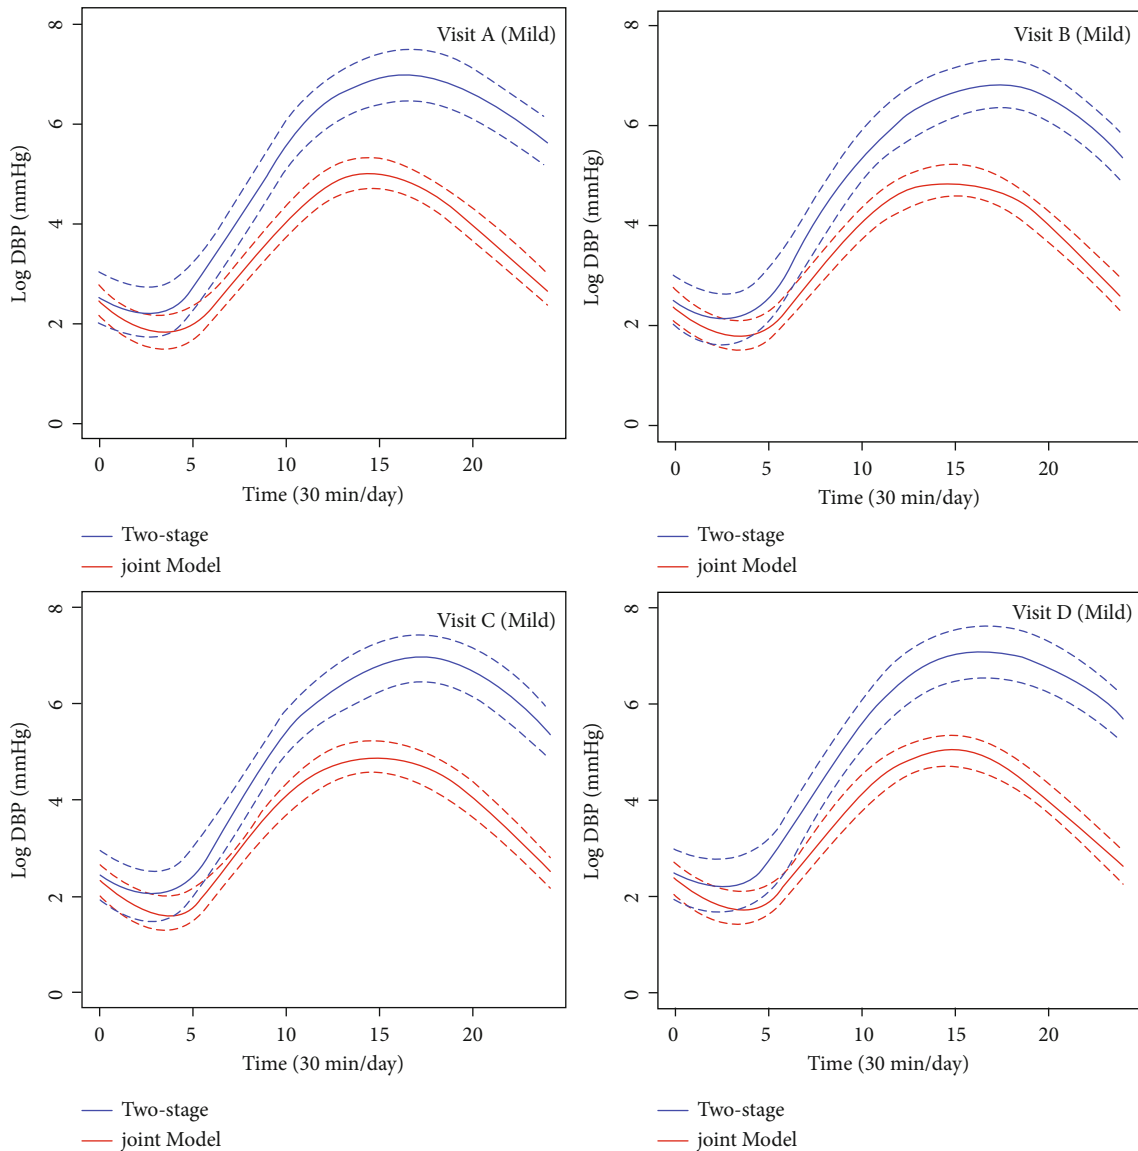 Visit A (Mild)
8
6
4
2
0
Log DBP (mmHg)
0 5 10 15 20
Time (30 min/day)
Two-stage
joint Model
Visit B (Mild)
8
6
4
2
0
Log DBP (mmHg)
0 5 10 15 20
Time (30 min/day)
Two-stage
joint Model
Visit C (Mild)
8
6
4
2
0
Log DBP (mmHg)
0 5 10 15 20
Time (30 min/day)
Two-stage
joint Model
Visit D (Mild)
8
6
4
2
0
Log DBP (mmHg)
0 5 10 15 20
Time (30 min/day)
Two-stage
joint Model